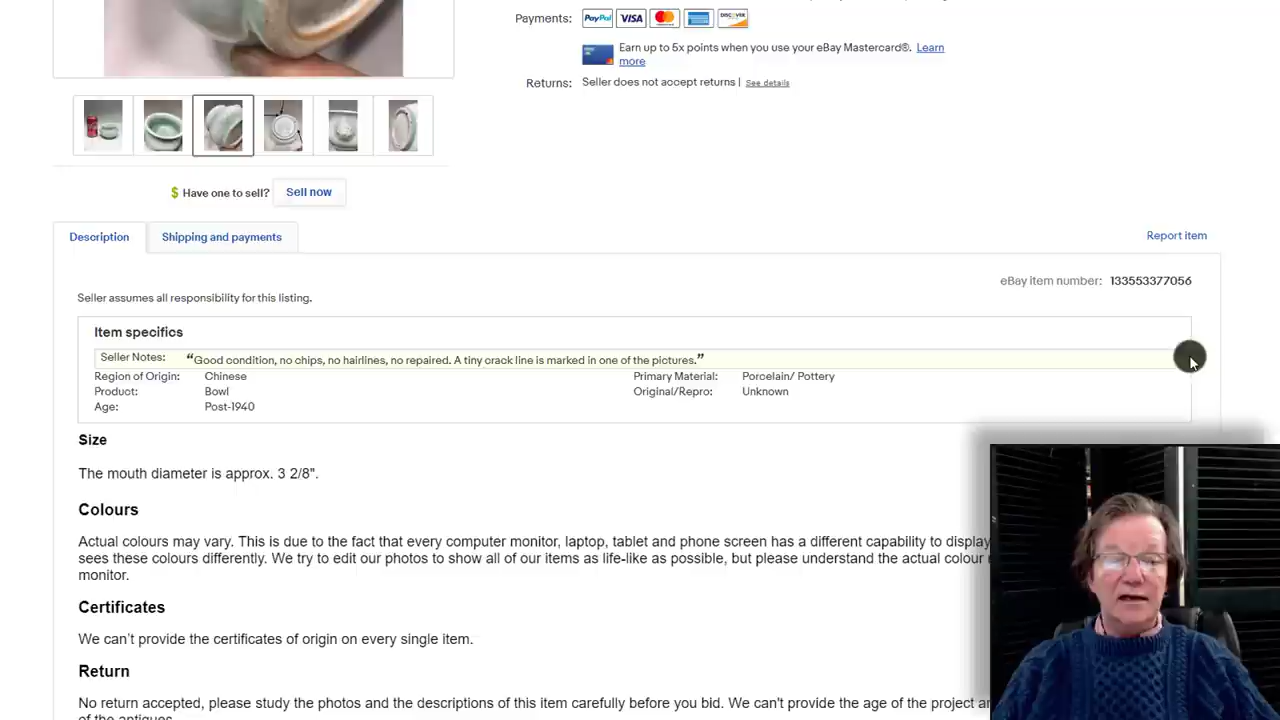 Payments: PayPal VISA DISCOVER
Earn up to 5x points when you use your eBay Mastercard®. Learn
more
Returns: Seller does not accept returns | See details
$ Have one to sell? Sell now
Description Shipping and payments Report item
eBay item number: 133553377056
Seller assumes all responsibility for this listing.
Item specifics
Seller Notes: “Good condition, no chips, no hairlines, no repaired. A tiny crack line is marked in one of the pictures.”
Region of Origin: Chinese Primary Material: Porcelain/ Pottery
Product: Bowl Original/Repro: Unknown
Age: Post-1940
Size
The mouth diameter is approx. 3 2/8".
Colours
Actual colours may vary. This is due to the fact that every computer monitor, laptop, tablet and phone screen has a different capability to display
sees these colours differently. We try to edit our photos to show all of our items as life-like as possible, but please understand the actual colour
monitor.
Certificates
We can't provide the certificates of origin on every single item.
Return
No return accepted, please study the photos and the descriptions of this item carefully before you bid. We can't provide the age of the project
of the antiques.